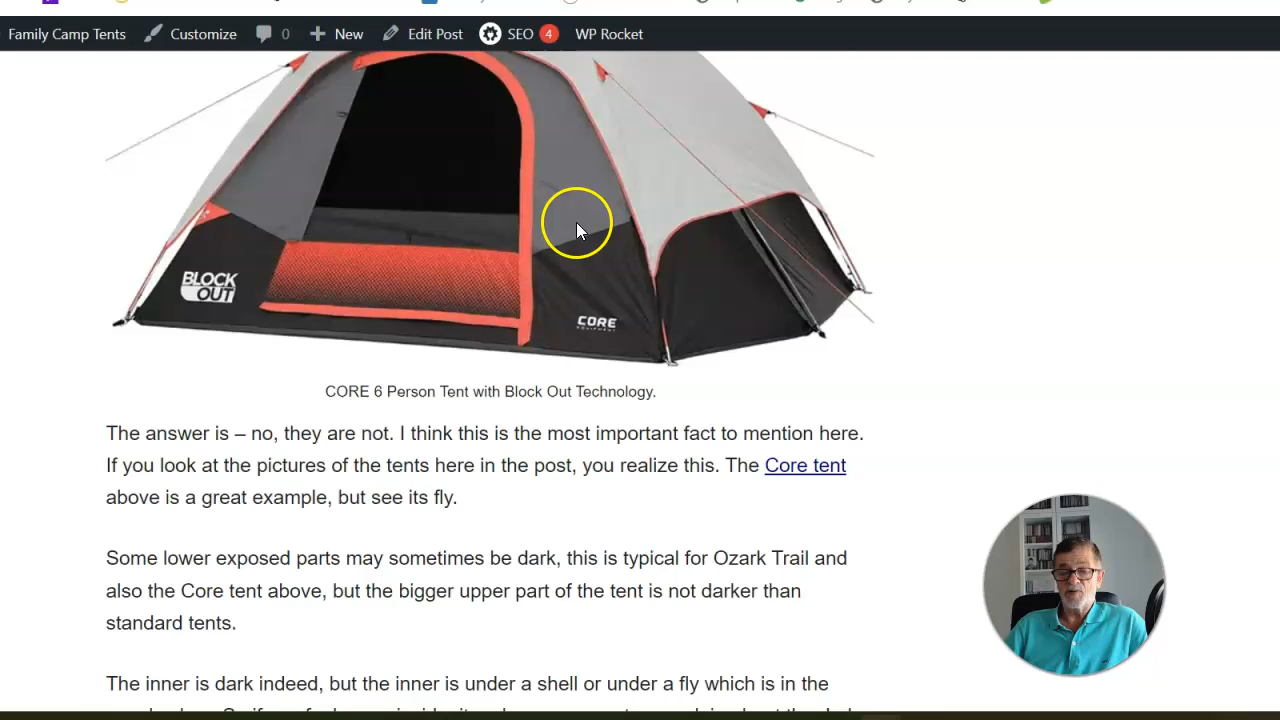 Family Camp Tents Customize 0 New Edit Post SEO 4 WP Rocket
BLOCK
OUT
CORE
CORE 6 Person Tent with Block Out Technology.
The answer is – no, they are not. I think this is the most important fact to mention here.
If you look at the pictures of the tents here in the post, you realize this. The Core tent
above is a great example, but see its fly.
Some lower exposed parts may sometimes be dark, this is typical for Ozark Trail and
also the Core tent above, but the bigger upper part of the tent is not darker than
standard tents.
The inner is dark indeed, but the inner is under a shell or under a fly which is in the